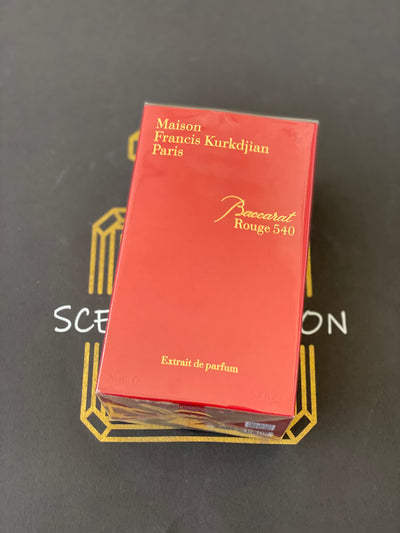 Maison
Francis Kurkdjian
Paris
Baccarat
Rouge 540
SCE
ON
Extrait de parfum